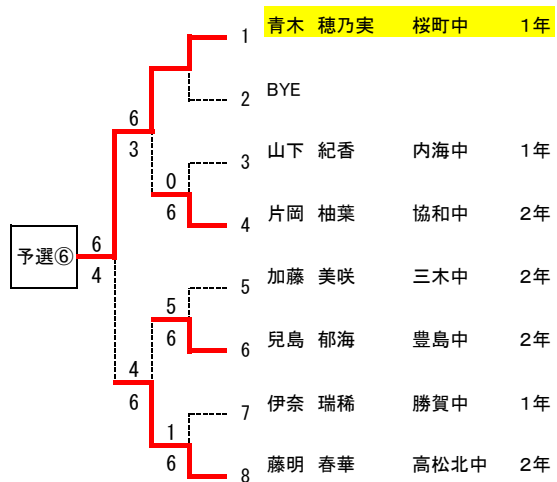 1 青木 穂乃実 桜町中 1年
2 BYE
6
3
3 山下 紀香 内海中 1年
0
6
4 片岡 柚葉 協和中 2年
予選⑥
6
4
5 加藤 美咲 三木中 2年
5
6
6 兒島 郁海 豊島中 2年
4
6
7 伊奈 瑞稀 勝賀中 1年
1
6
8 藤明 春華 高松北中 2年